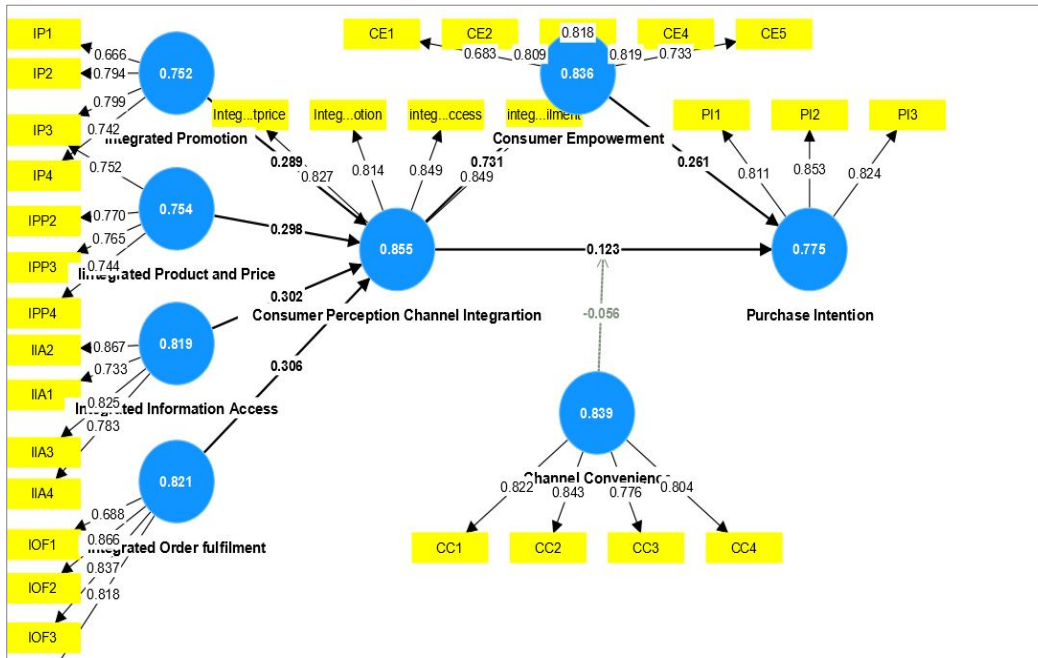 IP1
IP2
IP3
IP4
IPP2
IPP3
IPP4
IIA2
IIA1
IIA3
IIA4
IOF1
IOF2
IOF3
0.666
0.794
0.799
0.742
0.752
Integrated Promotion
0.752
0.770
0.765
0.744
0.754
IIntegrated Product and Price
0.867
0.733
0.825
0.783
0.819
Integrated Information Access
0.688
0.866
0.837
0.818
0.821
Integrated Order fulfilment
0.289
0.298
0.302
0.306
Integ...tprice
Integ...otion
integ...ccess
integ...ilment
0.827
0.814
0.849
0.849
0.855
Consumer Perception Channel Integrartion
0.731
CE1
CE2
CE4
CE5
0.683
0.809
0.818
0.819
0.733
0.836
Consumer Empowerment
0.261
0.123
-0.056
PI1
PI2
PI3
0.811
0.853
0.824
0.775
Purchase Intention
0.839
Channel Convenience
0.822
0.843
0.776
0.804
CC1
CC2
CC3
CC4